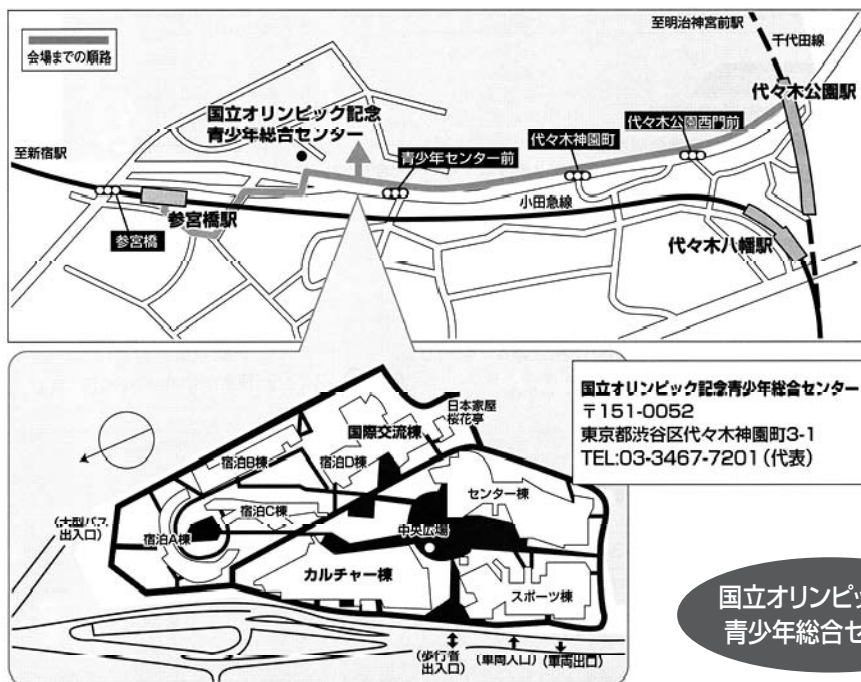 会場までの順路
至明治神宮前駅
千代田線
代々木公園駅
国立オリンピック記念
青少年総合センター
代々木公園西門前
代々木神園町
青少年センター前
至新宿駅
小田急線
参宮橋駅
参宮橋
代々木八幡駅
国立オリンピック記念青少年総合センター
〒151-0052
東京都渋谷区代々木神園町3-1
TEL:03-3467-7201(代表)
日本家屋
桜花亭
国際交流棟
宿泊B棟
宿泊D棟
センター棟
宿泊C棟
(大型バス
出入口)
宿泊A棟
中央広場
カルチャー棟
スポーツ棟
(歩行者
出入口)
(車両入口)
(車両出口)
国立オリンピッ
青少年総合セ